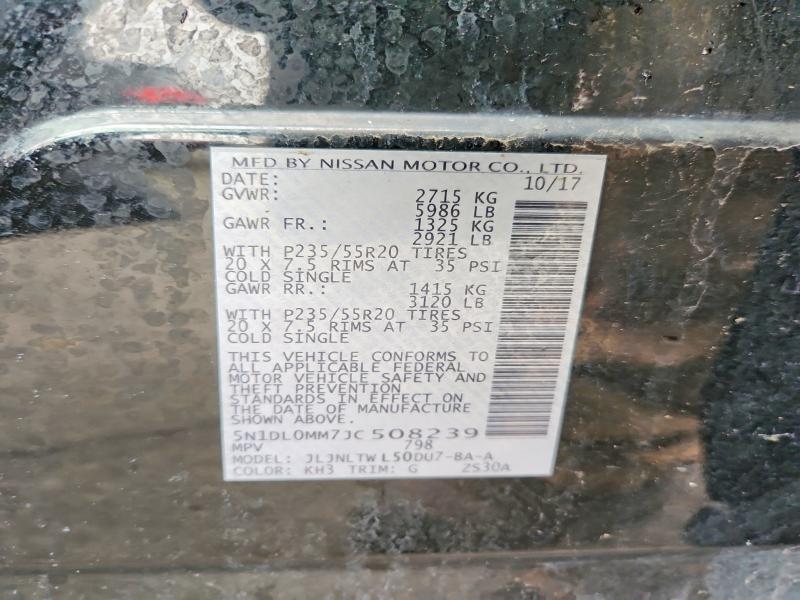 MFD BY NISSAN MOTOR CO., LTD.
DATE: 10/17
GVWR: 2715 KG
5986 LB
GAWR FR.: 1325 KG
2921 LB
WITH P235/55R20 TIRES
20 X 7.5 RIMS AT 35 PSI
COLD SINGLE
GAWR RR.: 1415 KG
3120 LB
WITH P235/55R20 TIRES
20 X 7.5 RIMS AT 35 PSI
COLD SINGLE
THIS VEHICLE CONFORMS TO
ALL APPLICABLE FEDERAL
MOTOR VEHICLE SAFETY AND
THEFT PREVENTION
STANDARDS IN EFFECT ON
THE DATE OF MANUFACTURE
SHOWN ABOVE.
5N1DL0MM7JC508239
MPV 798
MODEL: JLJNLTWL50DU7-BA-A
COLOR: KH3 TRIM: G ZS30A